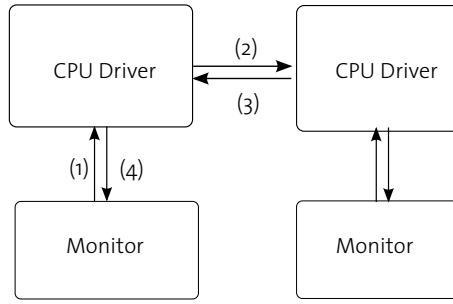 CPU Driver
(2)
CPU Driver
(3)
(1)
(4)
Monitor
Monitor